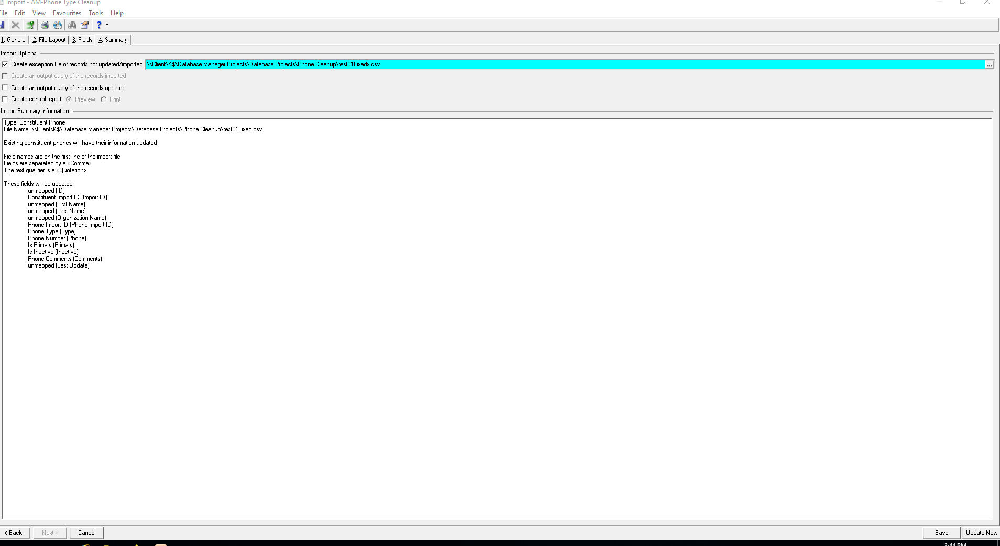 Import - AM-Phone Type Cleanup
File Edit View Favourites Tools Help
1: General 2: File Layout 3: Fields 4: Summary
Import Options
Create exception file of records not updated/imported \\Client\K$\Database Manager Projects\Database Projects\Phone Cleanup\test01Fixedx.csv ...
Create an output query of the records imported
Create an output query of the records updated
Create control report Preview Print
Import Summary Information
Type: Constituent Phone
File Name: \\Client\K$\Database Manager Projects\Database Projects\Phone Cleanup\test01Fixed.csv
Existing constituent phones will have their information updated
Field names are on the first line of the import file
Fields are separated by a <Comma>
The text qualifier is a <Quotation>
These fields will be updated:
unmapped (ID)
Constituent Import ID (Import ID)
unmapped (First Name)
unmapped (Last Name)
unmapped (Organization Name)
Phone Import ID (Phone Import ID)
Phone Type (Type)
Phone Number (Phone)
Is Primary (Primary)
Is Inactive (Inactive)
Phone Comments (Comments)
unmapped (Last Update)
< Back Next > Cancel Save Update Now
3:44 PM